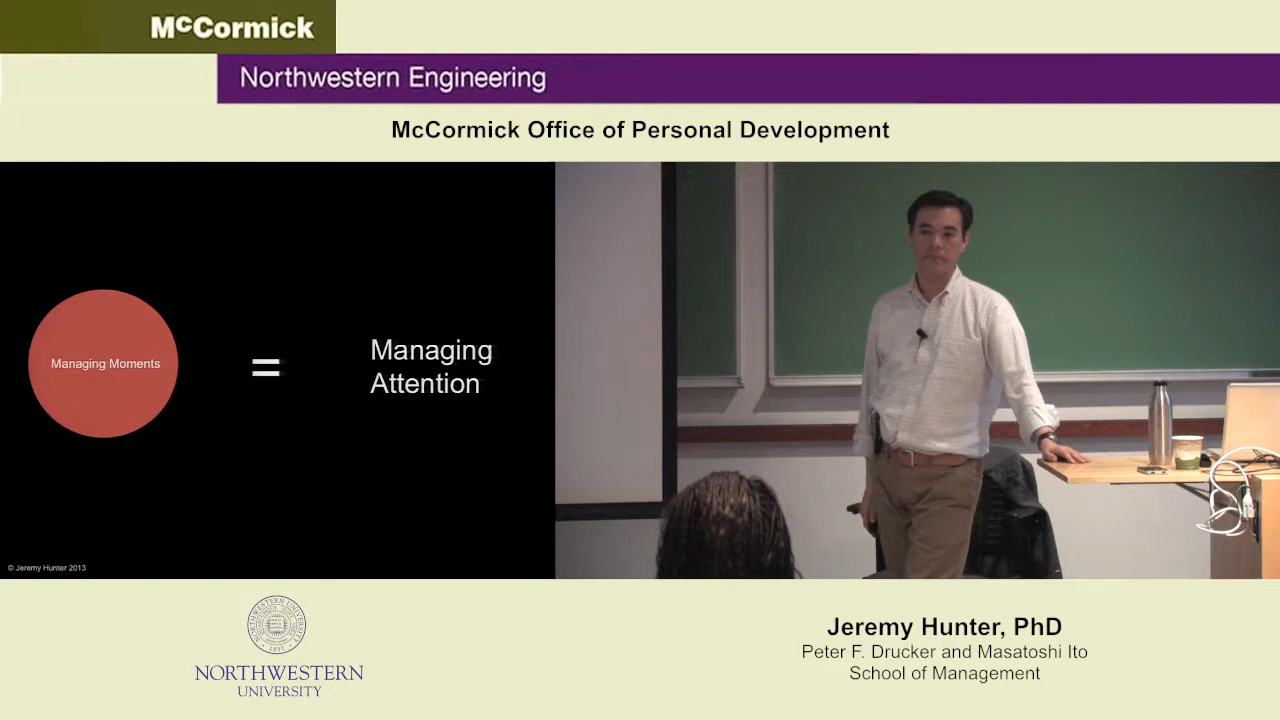 McCormick
Northwestern Engineering
McCormick Office of Personal Development
Managing Moments
=
Managing
Attention
© Jeremy Hunter 2013
NORTHWESTERN
UNIVERSITY
Jeremy Hunter, PhD
Peter F. Drucker and Masatoshi Ito
School of Management